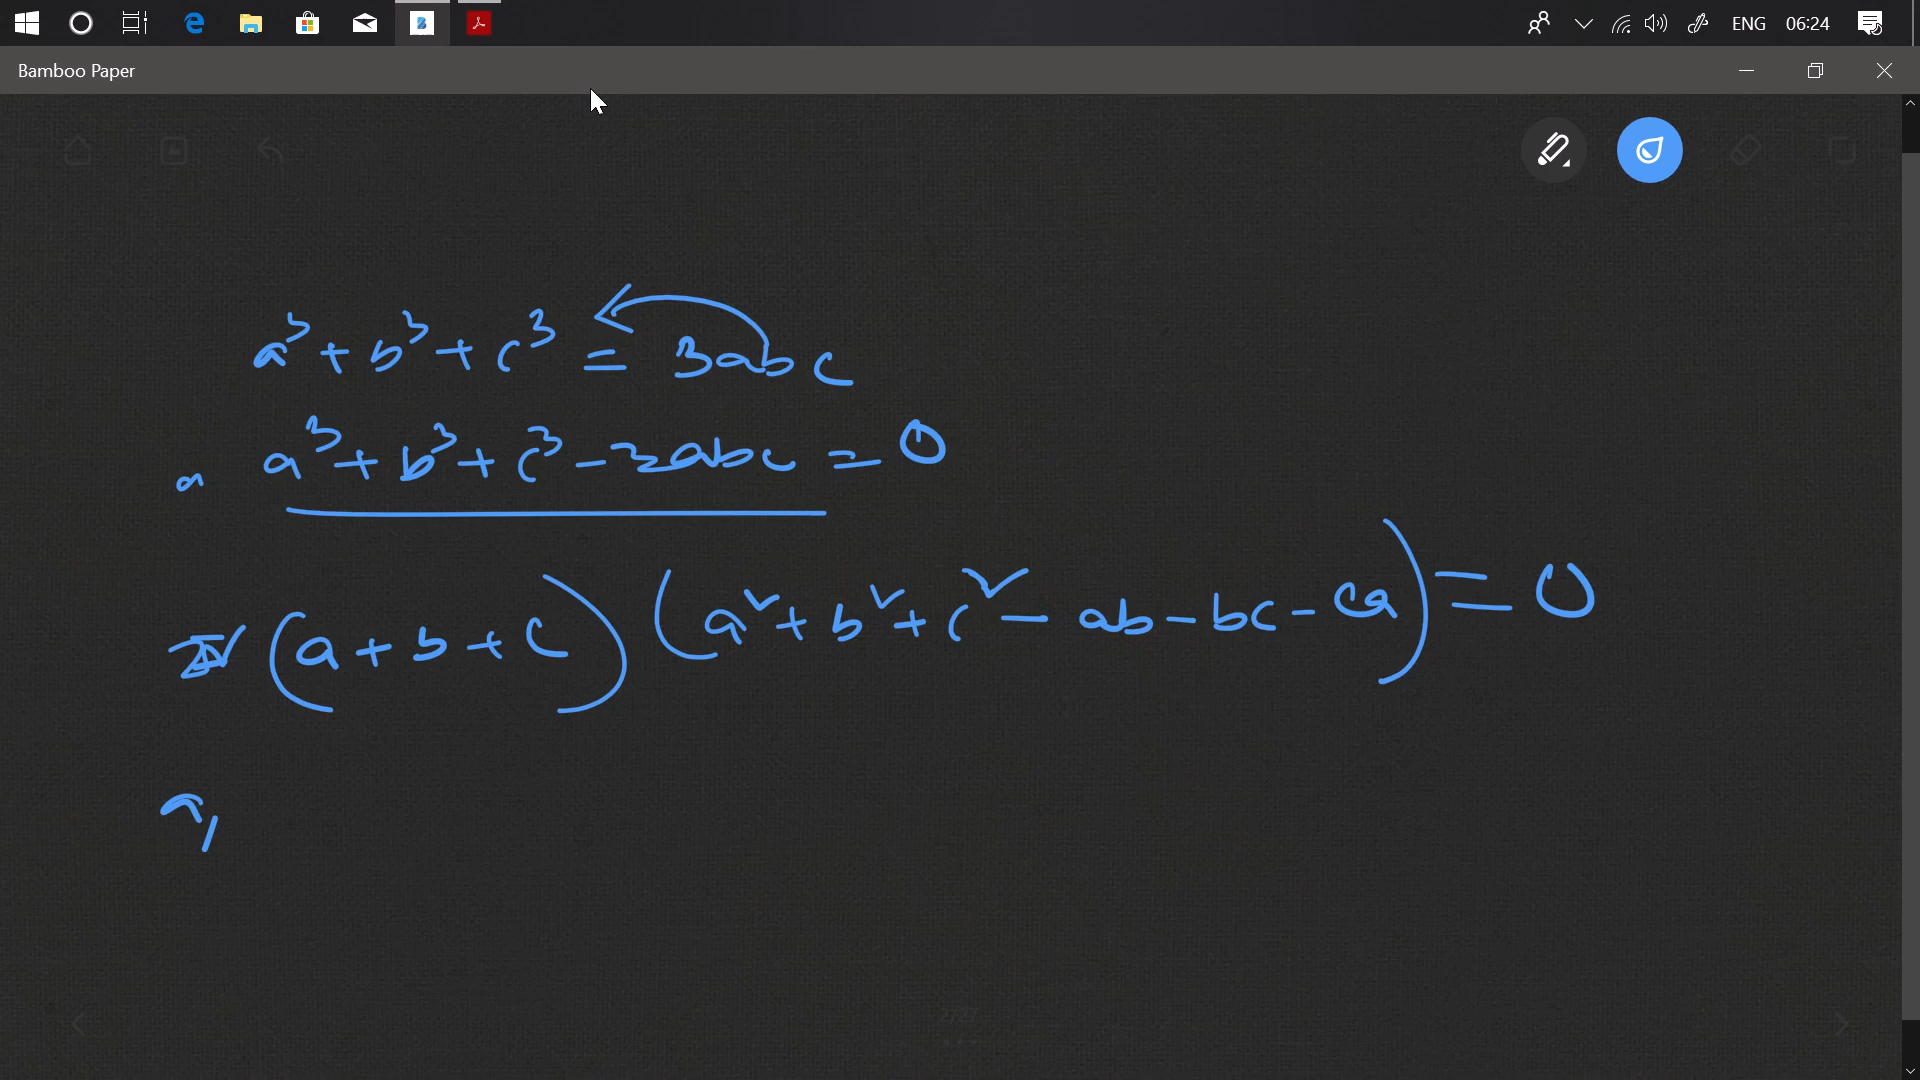 ENG 06:24
Bamboo Paper
a³ + b³ + c³ = 3abc
a³ + b³ + c³ - 3abc = 0
(a + b + c) (a² + b² + c² - ab - bc - ca) = 0